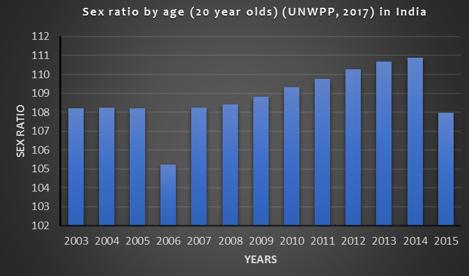 Sex ratio by age (20 year olds) (UNWPP, 2017) in India
112
111
110
109
108
107
106
105
104
103
102
SEX RATIO
2003 2004 2005 2006 2007 2008 2009 2010 2011 2012 2013 2014 2015
YEARS